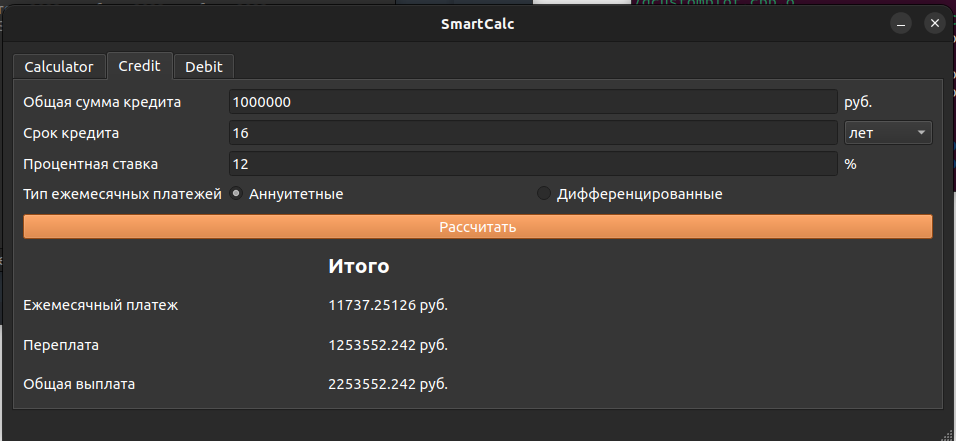 SmartCalc
Calculator Credit Debit
Общая сумма кредита 1000000 руб.
Срок кредита 16 лет
Процентная ставка 12 %
Тип ежемесячных платежей Аннуитетные Дифференцированные
Рассчитать
Итого
Ежемесячный платеж 11737.25126 руб.
Переплата 1253552.242 руб.
Общая выплата 2253552.242 руб.